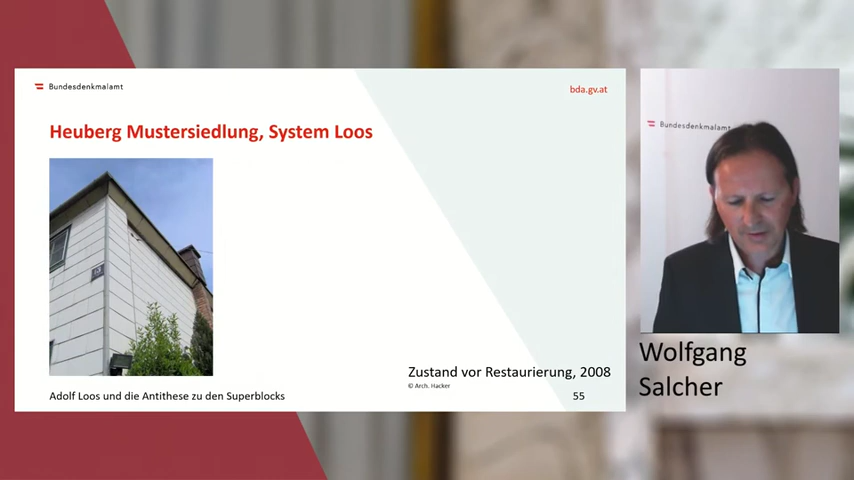 Bundesdenkmalamt
bda.gv.at
Heuberg Mustersiedlung, System Loos
Zustand vor Restaurierung, 2008
© Arch. Hacker
Adolf Loos und die Antithese zu den Superblocks
55
Bundesdenkmalamt
Wolfgang
Salcher